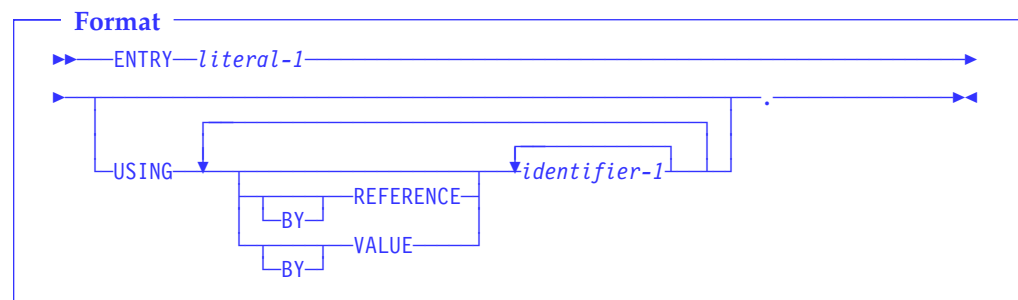 Format
ENTRY literal-1
.
USING identifier-1
REFERENCE
BY
VALUE
BY